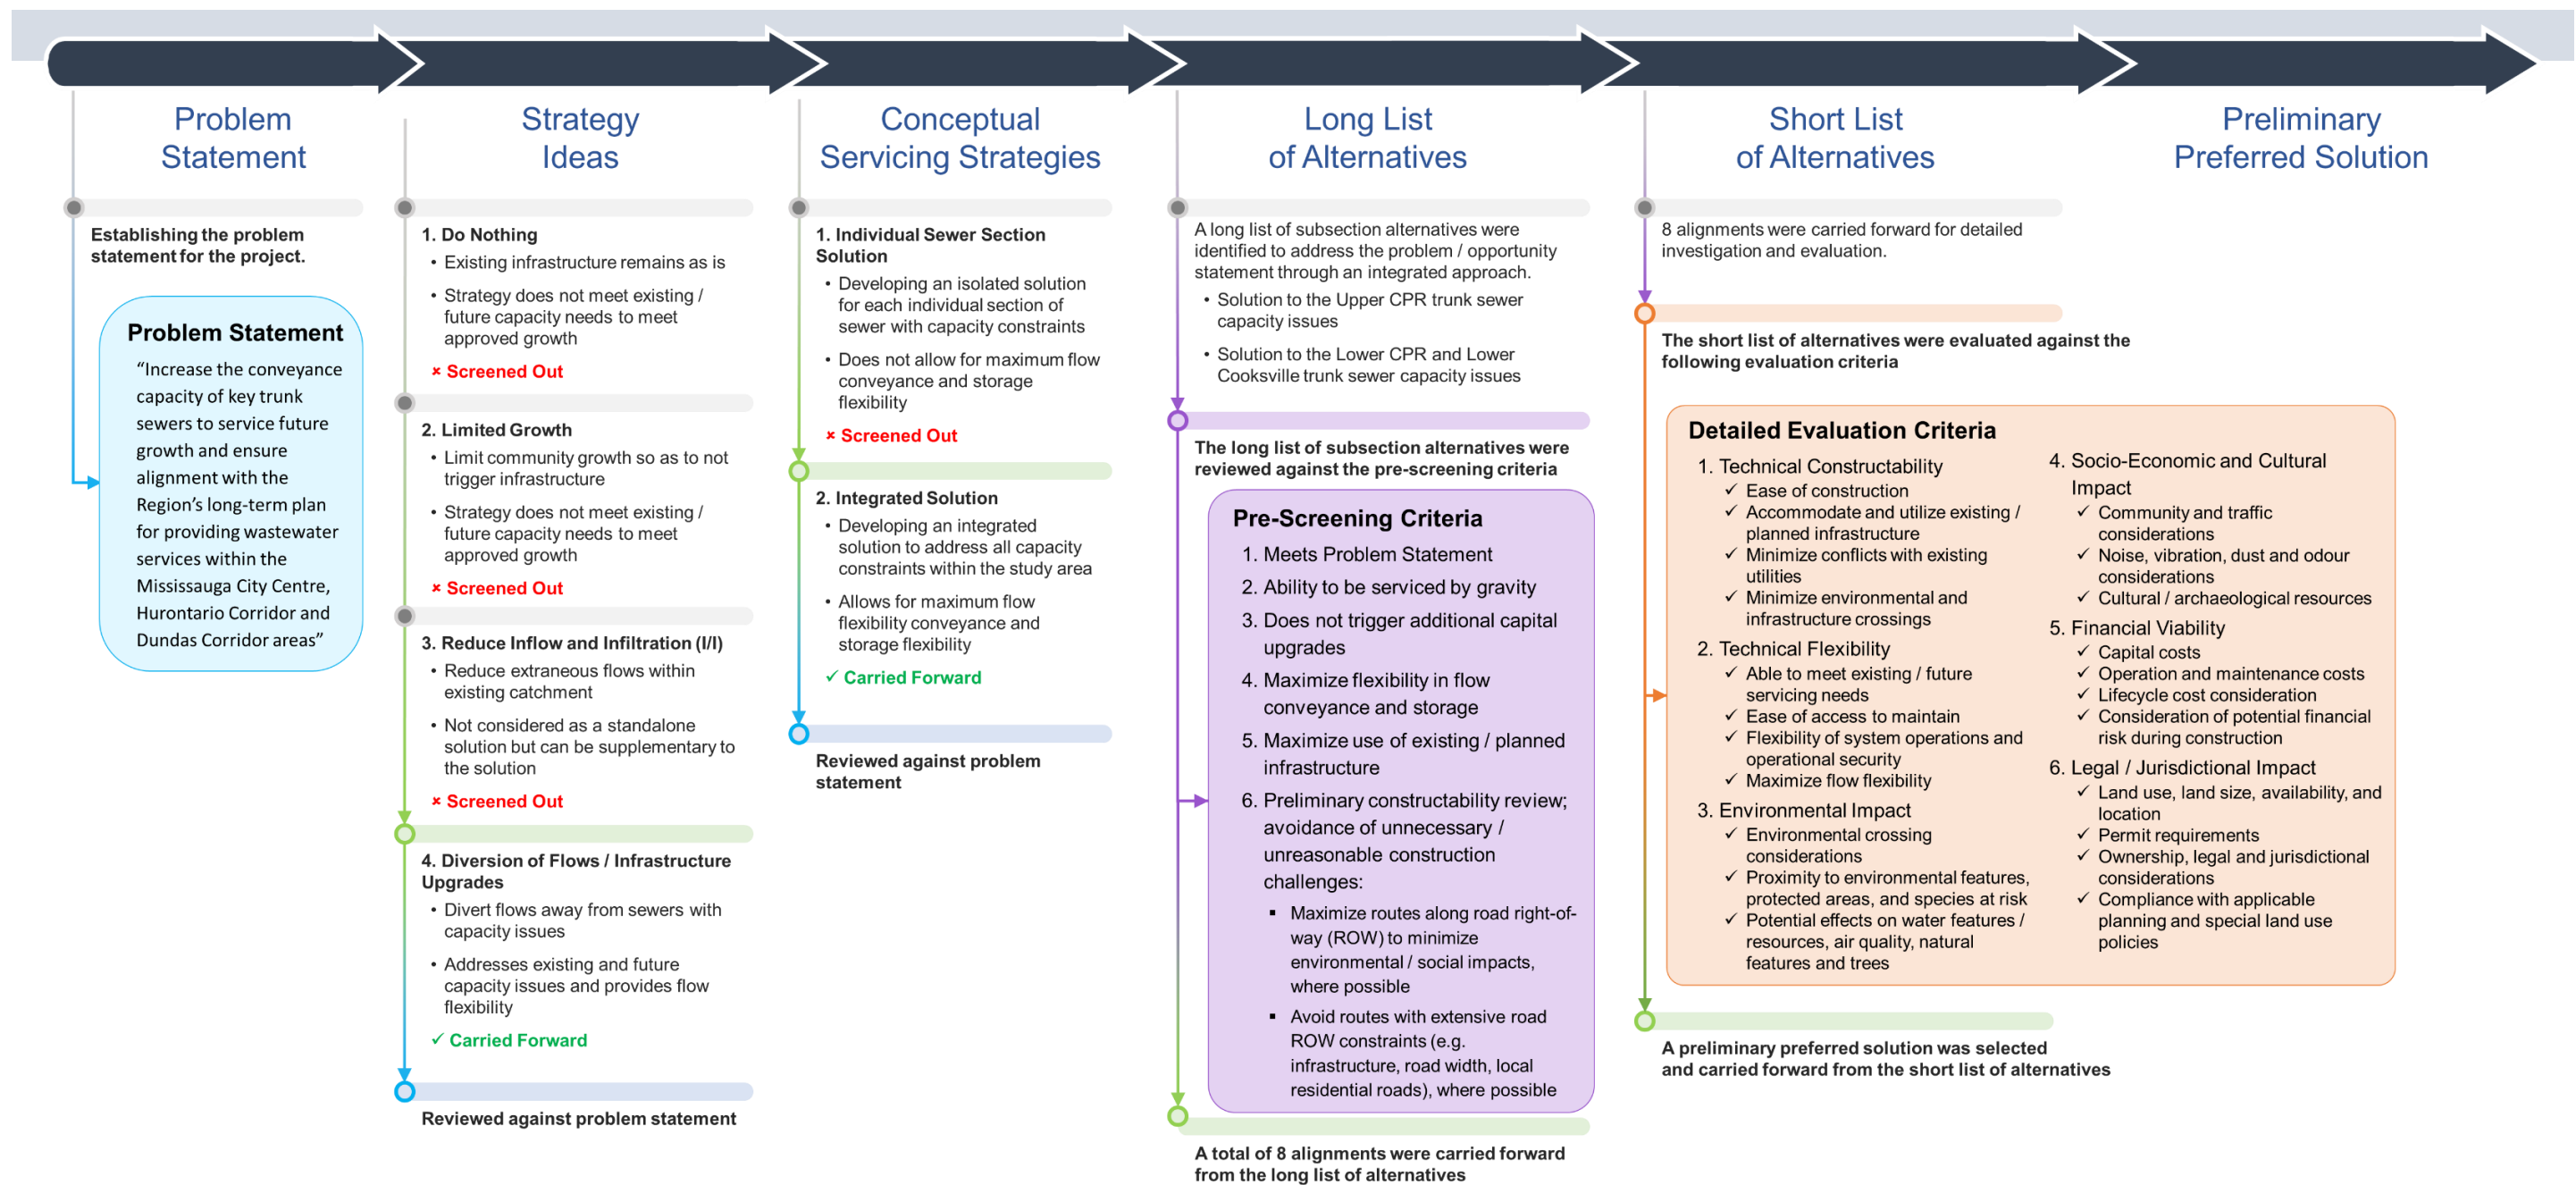 Problem
Statement
Establishing the problem
statement for the project.
Problem Statement
“Increase the conveyance
capacity of key trunk
sewers to service future
growth and ensure
alignment with the
Region’s long-term plan
for providing wastewater
services within the
Mississauga City Centre,
Hurontario Corridor and
Dundas Corridor areas”
Strategy
Ideas
1. Do Nothing
• Existing infrastructure remains as is
• Strategy does not meet existing /
future capacity needs to meet
approved growth
✘ Screened Out
2. Limited Growth
• Limit community growth so as to not
trigger infrastructure
• Strategy does not meet existing /
future capacity needs to meet
approved growth
✘ Screened Out
3. Reduce Inflow and Infiltration (I/I)
• Reduce extraneous flows within
existing catchment
• Not considered as a standalone
solution but can be supplementary to
the solution
✘ Screened Out
4. Diversion of Flows / Infrastructure
Upgrades
• Divert flows away from sewers with
capacity issues
• Addresses existing and future
capacity issues and provides flow
flexibility
✓ Carried Forward
Reviewed against problem statement
Conceptual
Servicing Strategies
1. Individual Sewer Section
Solution
• Developing an isolated solution
for each individual section of
sewer with capacity constraints
• Does not allow for maximum flow
conveyance and storage
flexibility
✘ Screened Out
2. Integrated Solution
• Developing an integrated
solution to address all capacity
constraints within the study area
• Allows for maximum flow
flexibility conveyance and
storage flexibility
✓ Carried Forward
Reviewed against problem
statement
Long List
of Alternatives
A long list of subsection alternatives were
identified to address the problem / opportunity
statement through an integrated approach.
• Solution to the Upper CPR trunk sewer
capacity issues
• Solution to the Lower CPR and Lower
Cooksville trunk sewer capacity issues
The long list of subsection alternatives were
reviewed against the pre-screening criteria
Pre-Screening Criteria
1. Meets Problem Statement
2. Ability to be serviced by gravity
3. Does not trigger additional capital
upgrades
4. Maximize flexibility in flow
conveyance and storage
5. Maximize use of existing / planned
infrastructure
6. Preliminary constructability review;
avoidance of unnecessary /
unreasonable construction
challenges:
▪ Maximize routes along road right-of-
way (ROW) to minimize
environmental / social impacts,
where possible
▪ Avoid routes with extensive road
ROW constraints (e.g.
infrastructure, road width, local
residential roads), where possible
A total of 8 alignments were carried forward
from the long list of alternatives
Short List
of Alternatives
8 alignments were carried forward for detailed
investigation and evaluation.
The short list of alternatives were evaluated against the
following evaluation criteria
Detailed Evaluation Criteria
1. Technical Constructability
✓ Ease of construction
✓ Accommodate and utilize existing /
planned infrastructure
✓ Minimize conflicts with existing
utilities
✓ Minimize environmental and
infrastructure crossings
2. Technical Flexibility
✓ Able to meet existing / future
servicing needs
✓ Ease of access to maintain
✓ Flexibility of system operations and
operational security
✓ Maximize flow flexibility
3. Environmental Impact
✓ Environmental crossing
considerations
✓ Proximity to environmental features,
protected areas, and species at risk
✓ Potential effects on water features /
resources, air quality, natural
features and trees
4. Socio-Economic and Cultural
Impact
✓ Community and traffic
considerations
✓ Noise, vibration, dust and odour
considerations
✓ Cultural / archaeological resources
5. Financial Viability
✓ Capital costs
✓ Operation and maintenance costs
✓ Lifecycle cost consideration
✓ Consideration of potential financial
risk during construction
6. Legal / Jurisdictional Impact
✓ Land use, land size, availability, and
location
✓ Permit requirements
✓ Ownership, legal and jurisdictional
considerations
✓ Compliance with applicable
planning and special land use
policies
A preliminary preferred solution was selected
and carried forward from the short list of alternatives
Preliminary
Preferred Solution